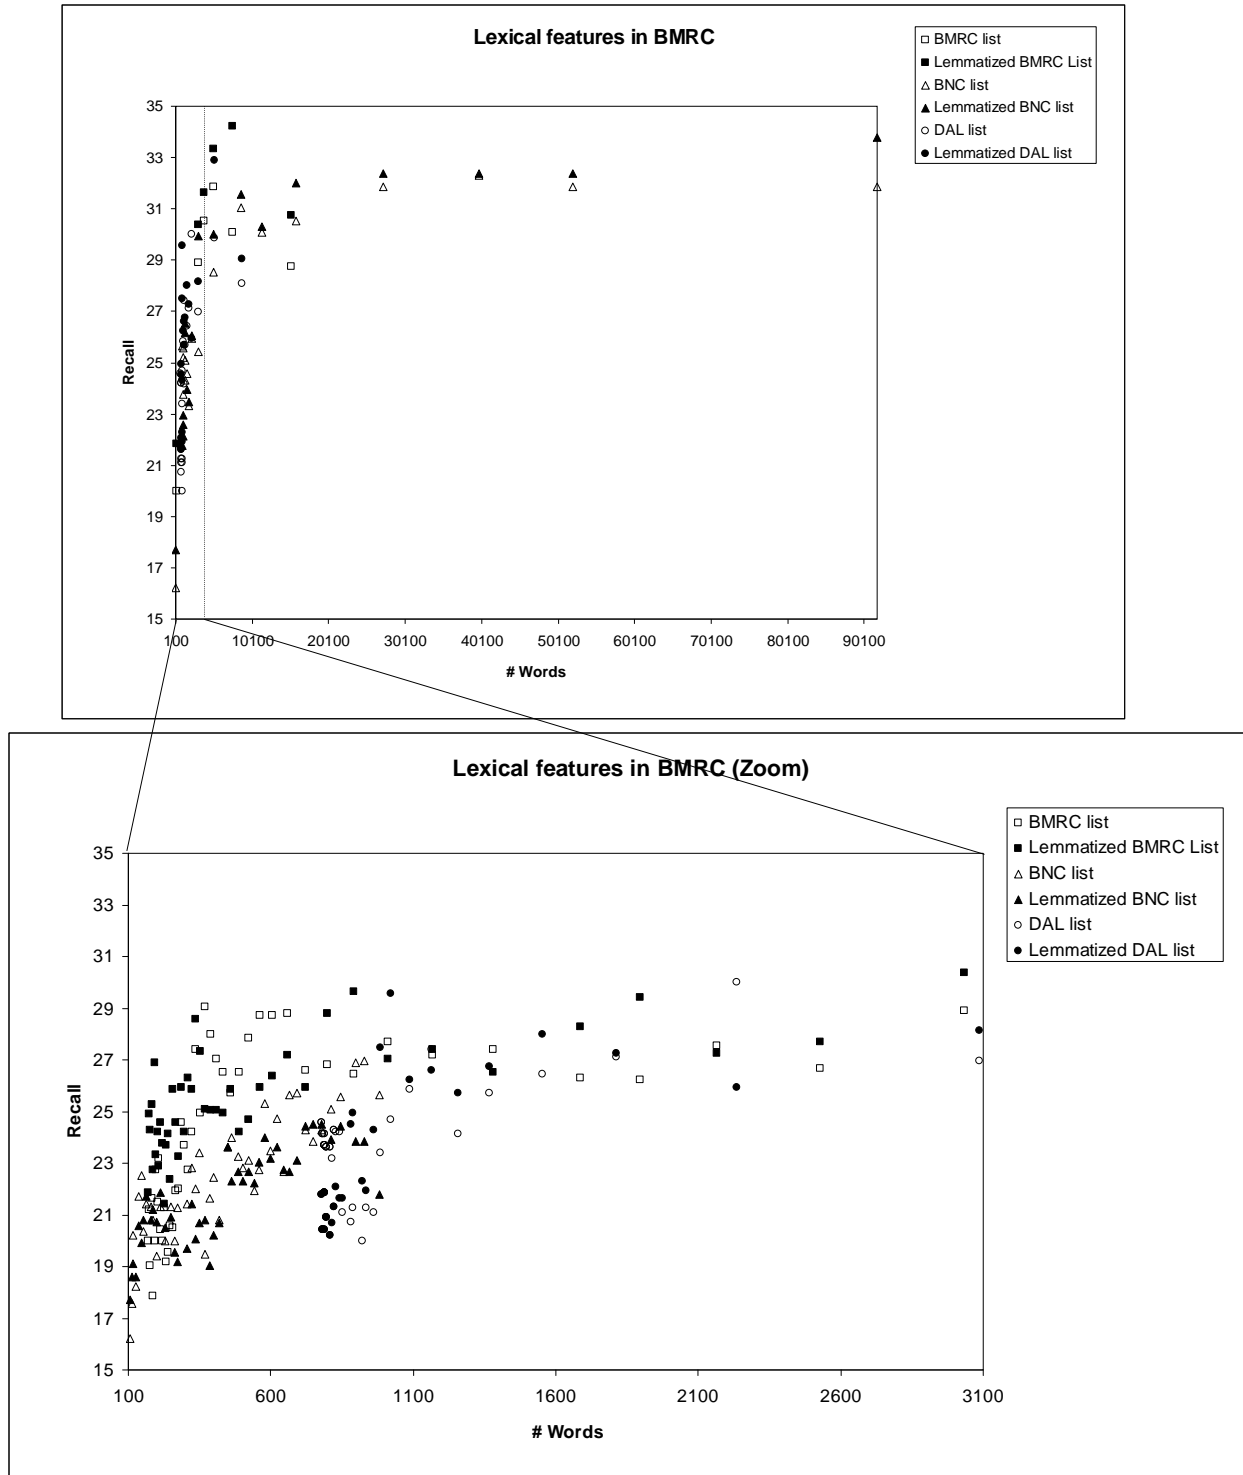 Lexical features in BMRC
BMRC list
Lemmatized BMRC List
BNC list
Lemmatized BNC list
DAL list
Lemmatized DAL list
35
33
31
29
27
25
23
21
19
17
15
Recall
100 10100 20100 30100 40100 50100 60100 70100 80100 90100
# Words
Lexical features in BMRC (Zoom)
BMRC list
Lemmatized BMRC List
BNC list
Lemmatized BNC list
DAL list
Lemmatized DAL list
35
33
31
29
27
25
23
21
19
17
15
Recall
100 600 1100 1600 2100 2600 3100
# Words